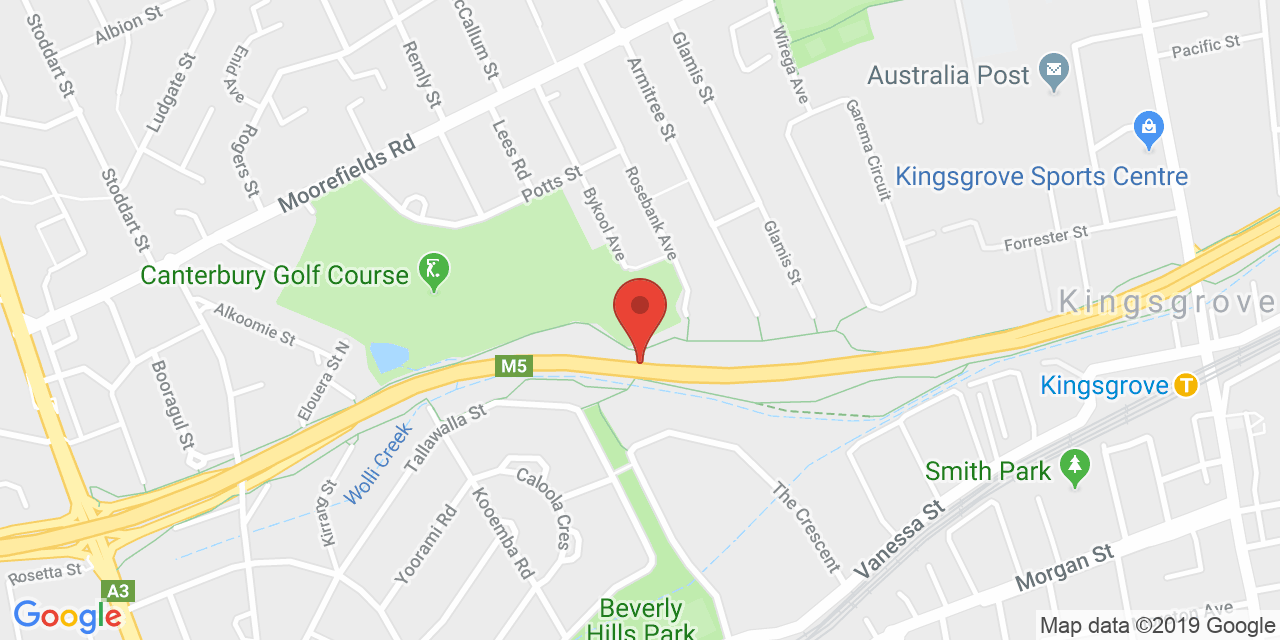 Albion St
Stoddart St
Ludgate St
Enid Ave
Rogers St
Remly St
McCallum St
Lees Rd
Armitree St
Glamis St
Wirega Ave
Pacific St
Australia Post
Garema Circuit
Kingsgrove Sports Centre
Moorefields Rd
Potts St
Bykool Ave
Rosebank Ave
Glamis St
Stoddart St
Forrester St
Canterbury Golf Course
Kingsgrove
Alkoomie St
Elouera St N
M5
Kingsgrove
T
Booragul St
Wolli Creek
Tallawalla St
Smith Park
Kirrang St
Caloola Cres
Kooemba Rd
Yoorami Rd
The Crescent
Vanessa St
Morgan St
Rosetta St
A3
Beverly
Hills Park
Google
Map data ©2019 Google